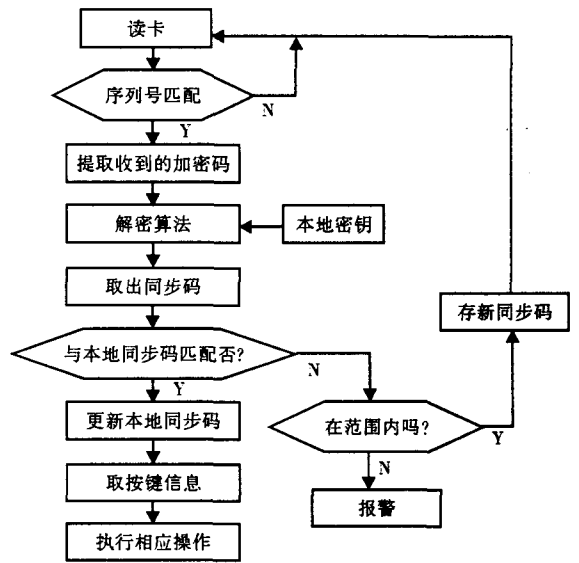 读卡
序列号匹配
N
Y
提取收到的加密码
解密算法
本地密钥
取出同步码
存新同步码
与本地同步码匹配否?
N
Y
更新本地同步码
在范围内吗?
Y
N
取按键信息
报警
执行相应操作